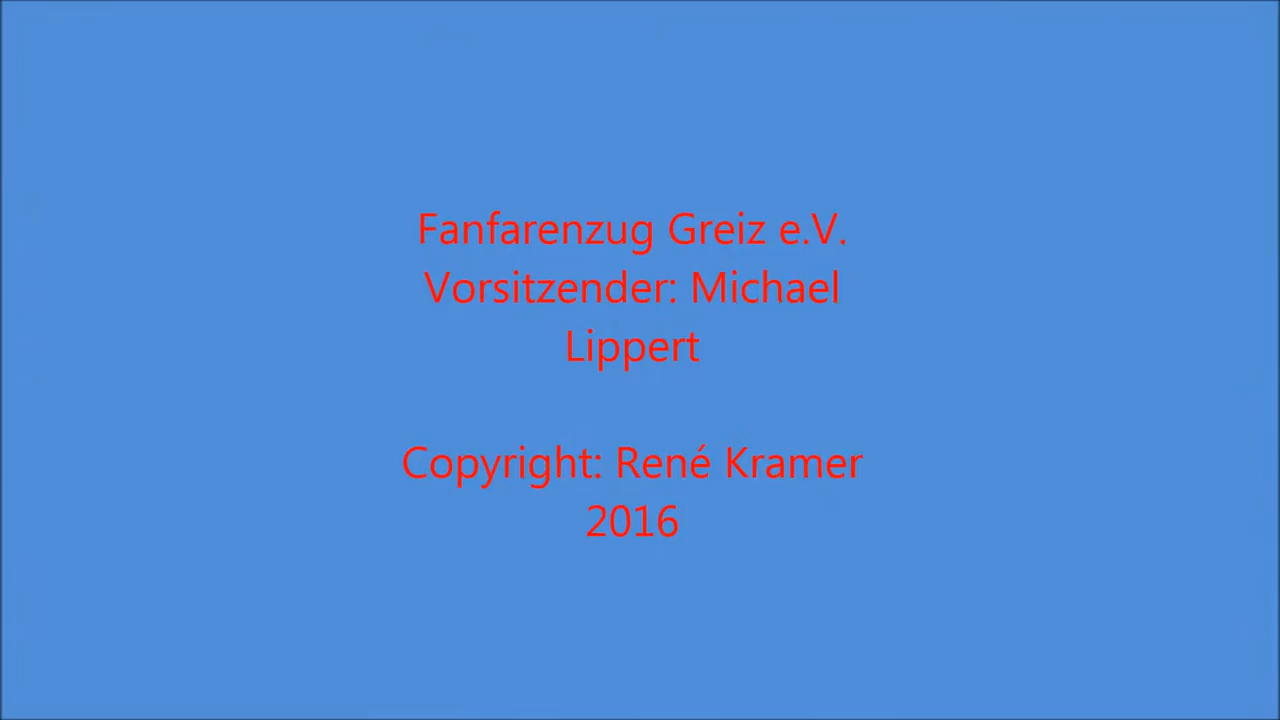 Fanfarenzug Greiz e.V.
Vorsitzender: Michael
Lippert
Copyright: René Kramer
2016